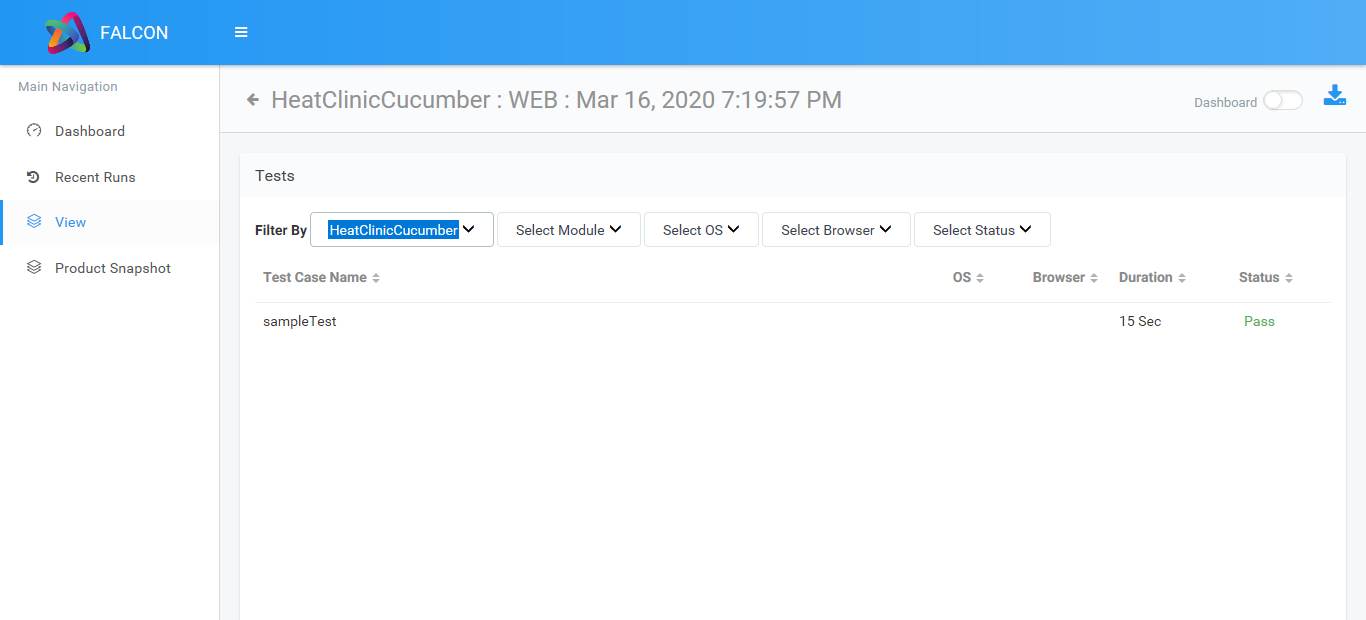 FALCON
Main Navigation
Dashboard
Recent Runs
View
Product Snapshot
HeatClinicCucumber : WEB : Mar 16, 2020 7:19:57 PM
Dashboard
Tests
Filter By HeatClinicCucumber Select Module Select OS Select Browser Select Status
Test Case Name OS Browser Duration Status
sampleTest 15 Sec Pass